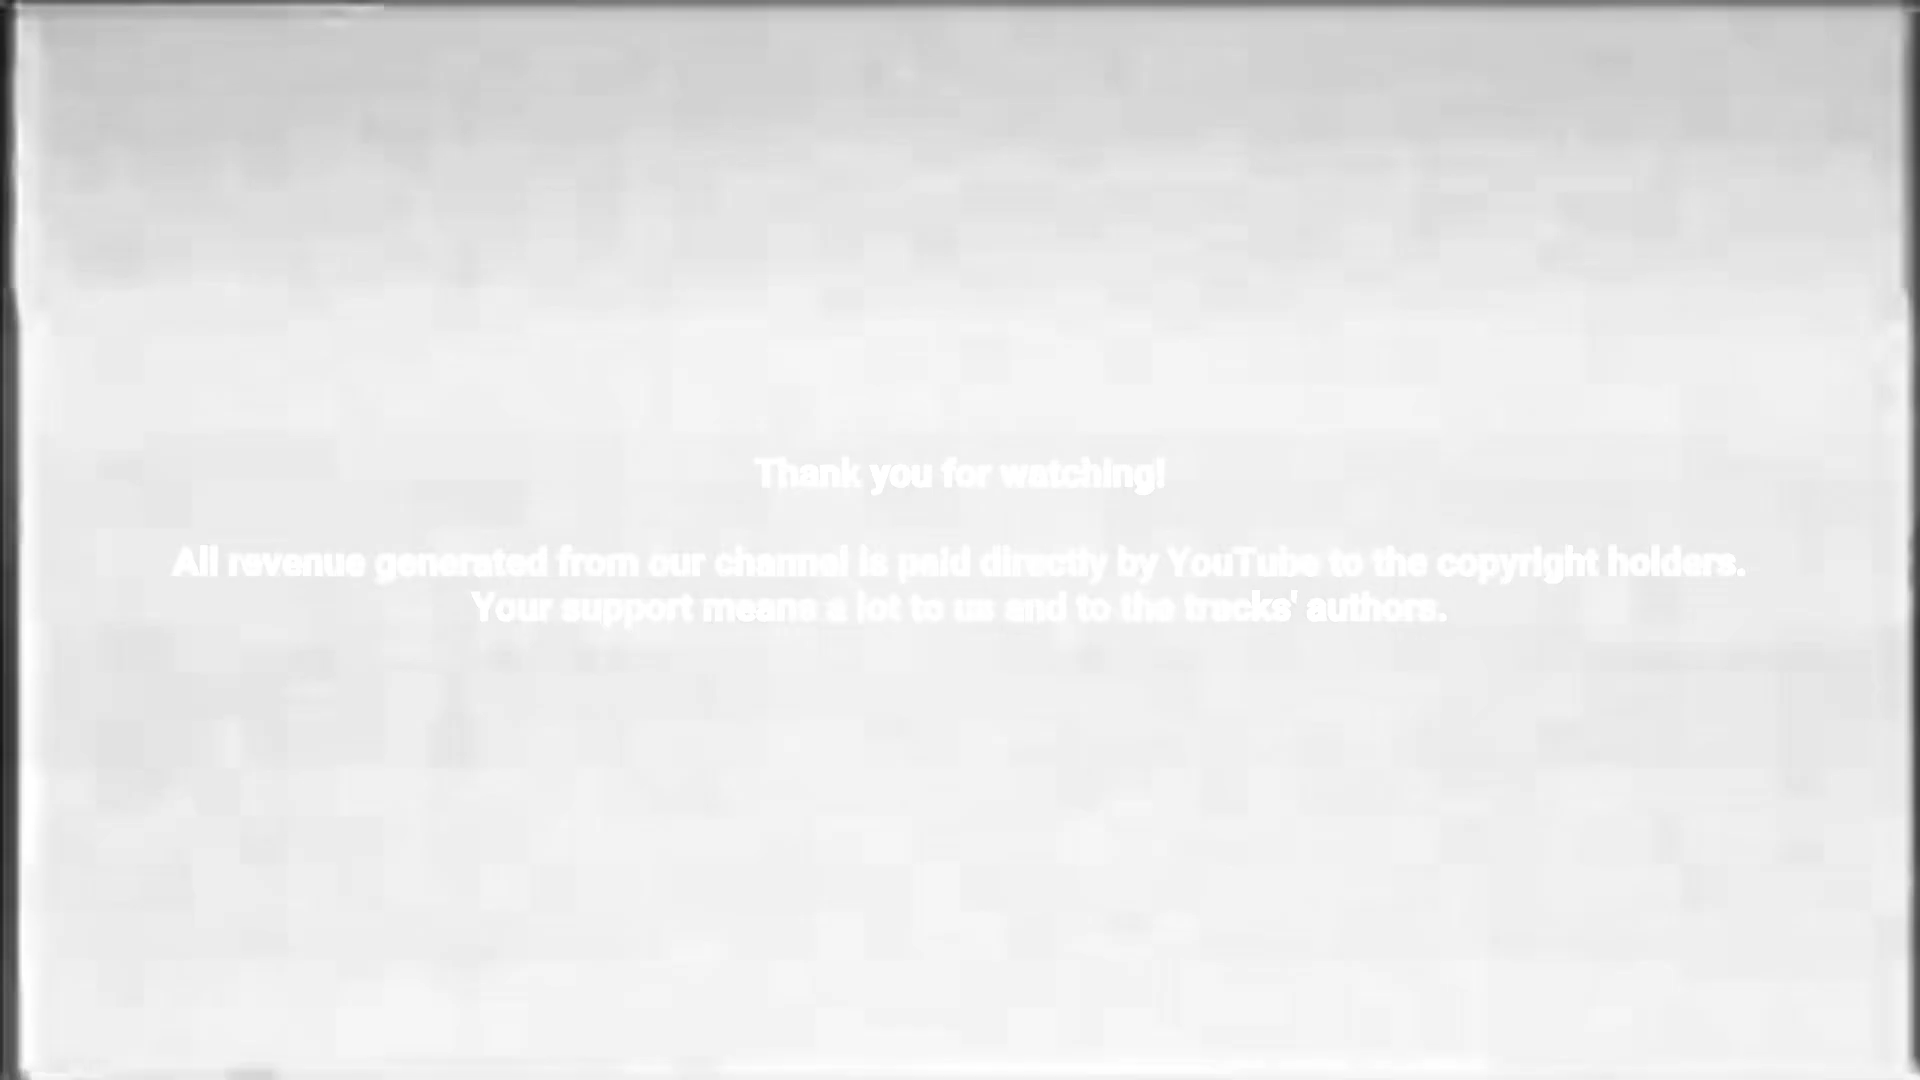 Thank you for watching!
All revenue generated from our channel is paid directly by YouTube to the copyright holders.
Your support means a lot to us and to the tracks' authors.